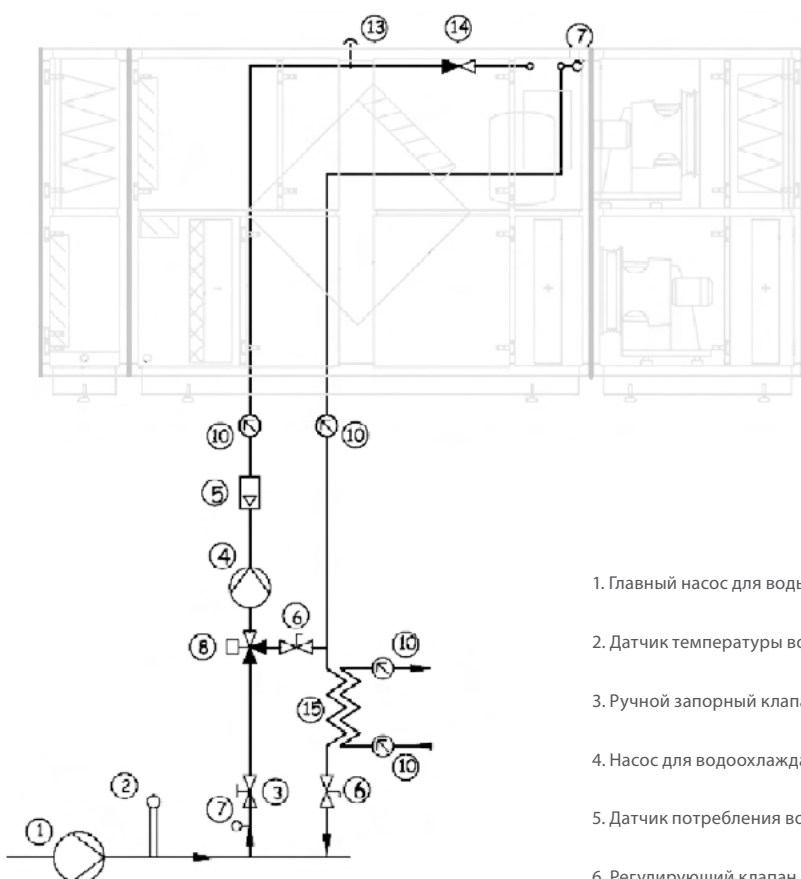 13 14 7
10 10
5
4
6
8
10
15
10
2 3 6
7
1
1. Главный насос для воды
2. Датчик температуры во
3. Ручной запорный клапа
4. Насос для водоохлажда
5. Датчик потребления во
6. Регулирующий клапан